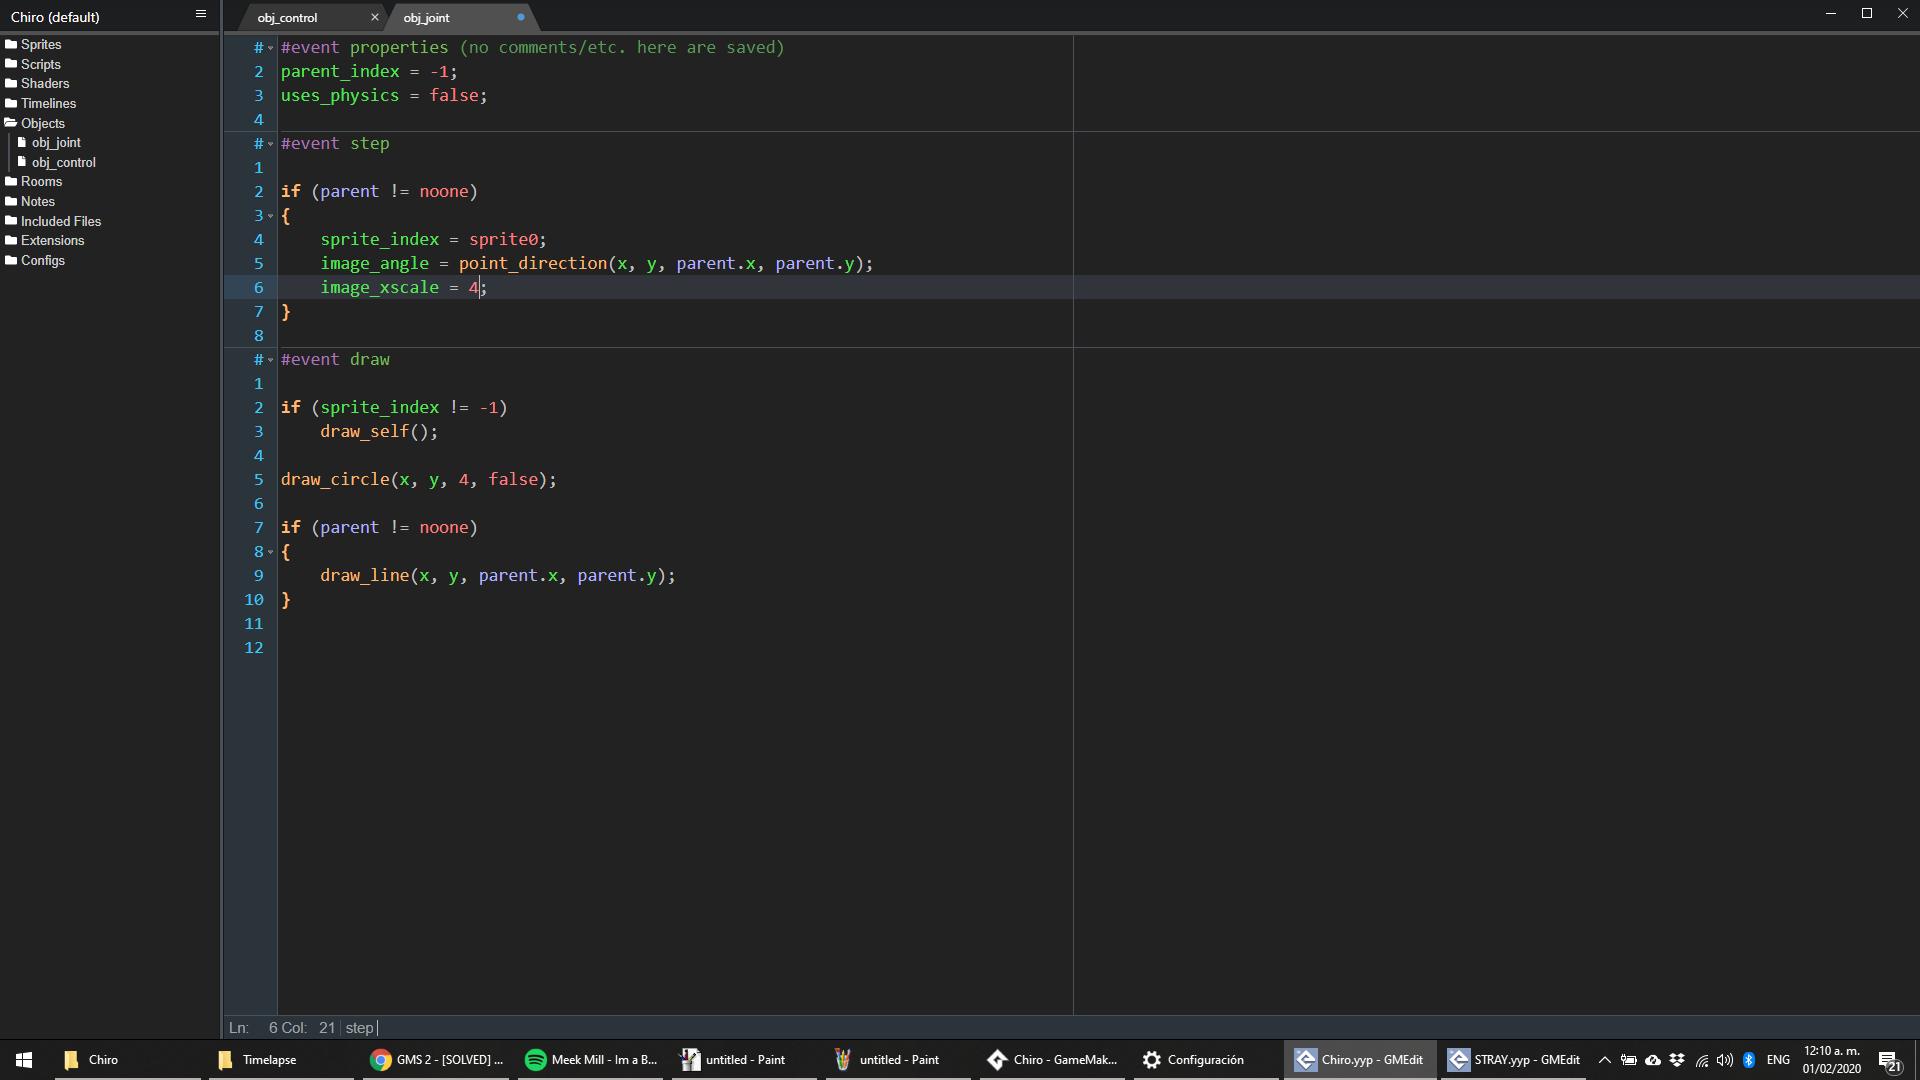 Chiro (default)
obj_control
obj_joint
Sprites
Scripts
Shaders
Timelines
Objects
obj_joint
obj_control
Rooms
Notes
Included Files
Extensions
Configs
# #event properties (no comments/etc. here are saved)
2 parent_index = -1;
3 uses_physics = false;
4
# #event step
1
2 if (parent != noone)
3 {
4 sprite_index = sprite0;
5 image_angle = point_direction(x, y, parent.x, parent.y);
6 image_xscale = 4;
7 }
8
# #event draw
1
2 if (sprite_index != -1)
3 draw_self();
4
5 draw_circle(x, y, 4, false);
6
7 if (parent != noone)
8 {
9 draw_line(x, y, parent.x, parent.y);
10 }
11
12
Ln: 6 Col: 21 step
Chiro
Timelapse
GMS 2 - [SOLVED] ...
Meek Mill - Im a B...
untitled - Paint
untitled - Paint
Chiro - GameMak...
Configuración
Chiro.yyp - GMEdit
STRAY.yyp - GMEdit
ENG
12:10 a. m.
01/02/2020
21